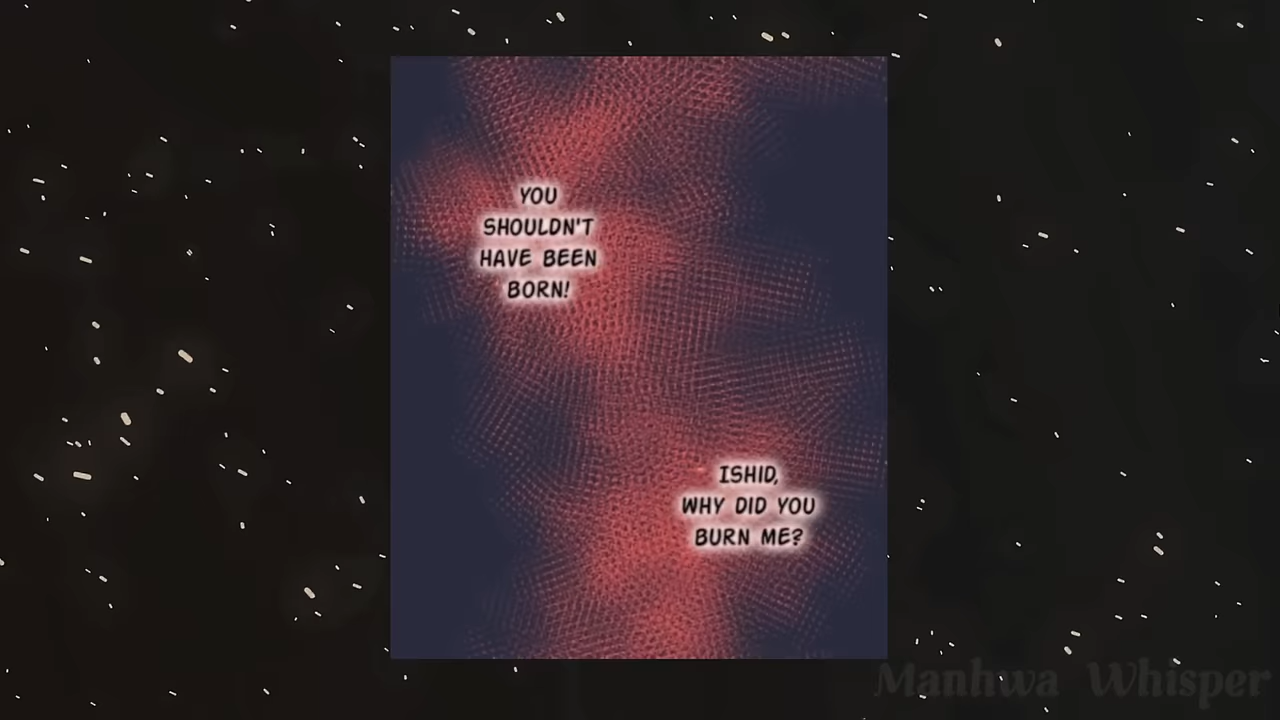 YOU
SHOULDN'T
HAVE BEEN
BORN!
ISHID,
WHY DID YOU
BURN ME?
Manhwa Whisper